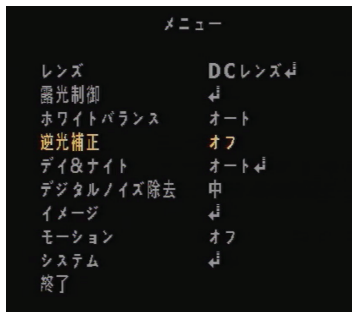 メニュー
レンズ DCレンズ↲
露光制御 ↲
ホワイトバランス オート
逆光補正 オフ
デイ&ナイト オート↲
デジタルノイズ除去 中
イメージ ↲
モーション オフ
システム ↲
終了